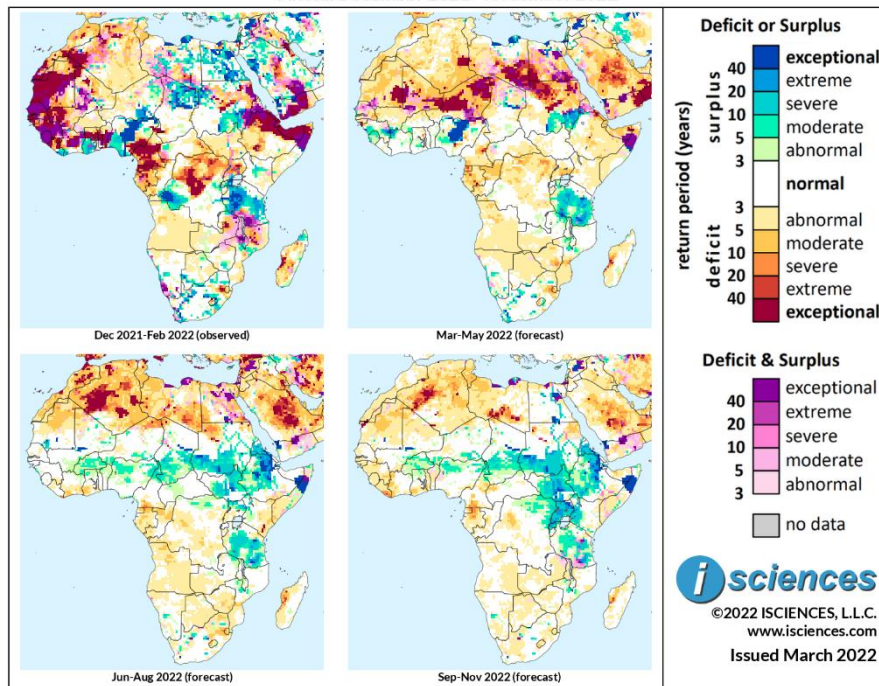 Dec 2021-Feb 2022 (observed)
Mar-May 2022 (forecast)
Jun-Aug 2022 (forecast)
Sep-Nov 2022 (forecast)
Deficit or Surplus
return period (years)
deficit
surplus
40
20
10
5
3
3
5
10
20
40
exceptional
extreme
severe
moderate
abnormal
normal
abnormal
moderate
severe
extreme
exceptional
Deficit & Surplus
40
20
10
5
3
exceptional
extreme
severe
moderate
abnormal
no data
i sciences
©2022 ISCIENCES, L.L.C.
www.isciences.com
Issued March 2022